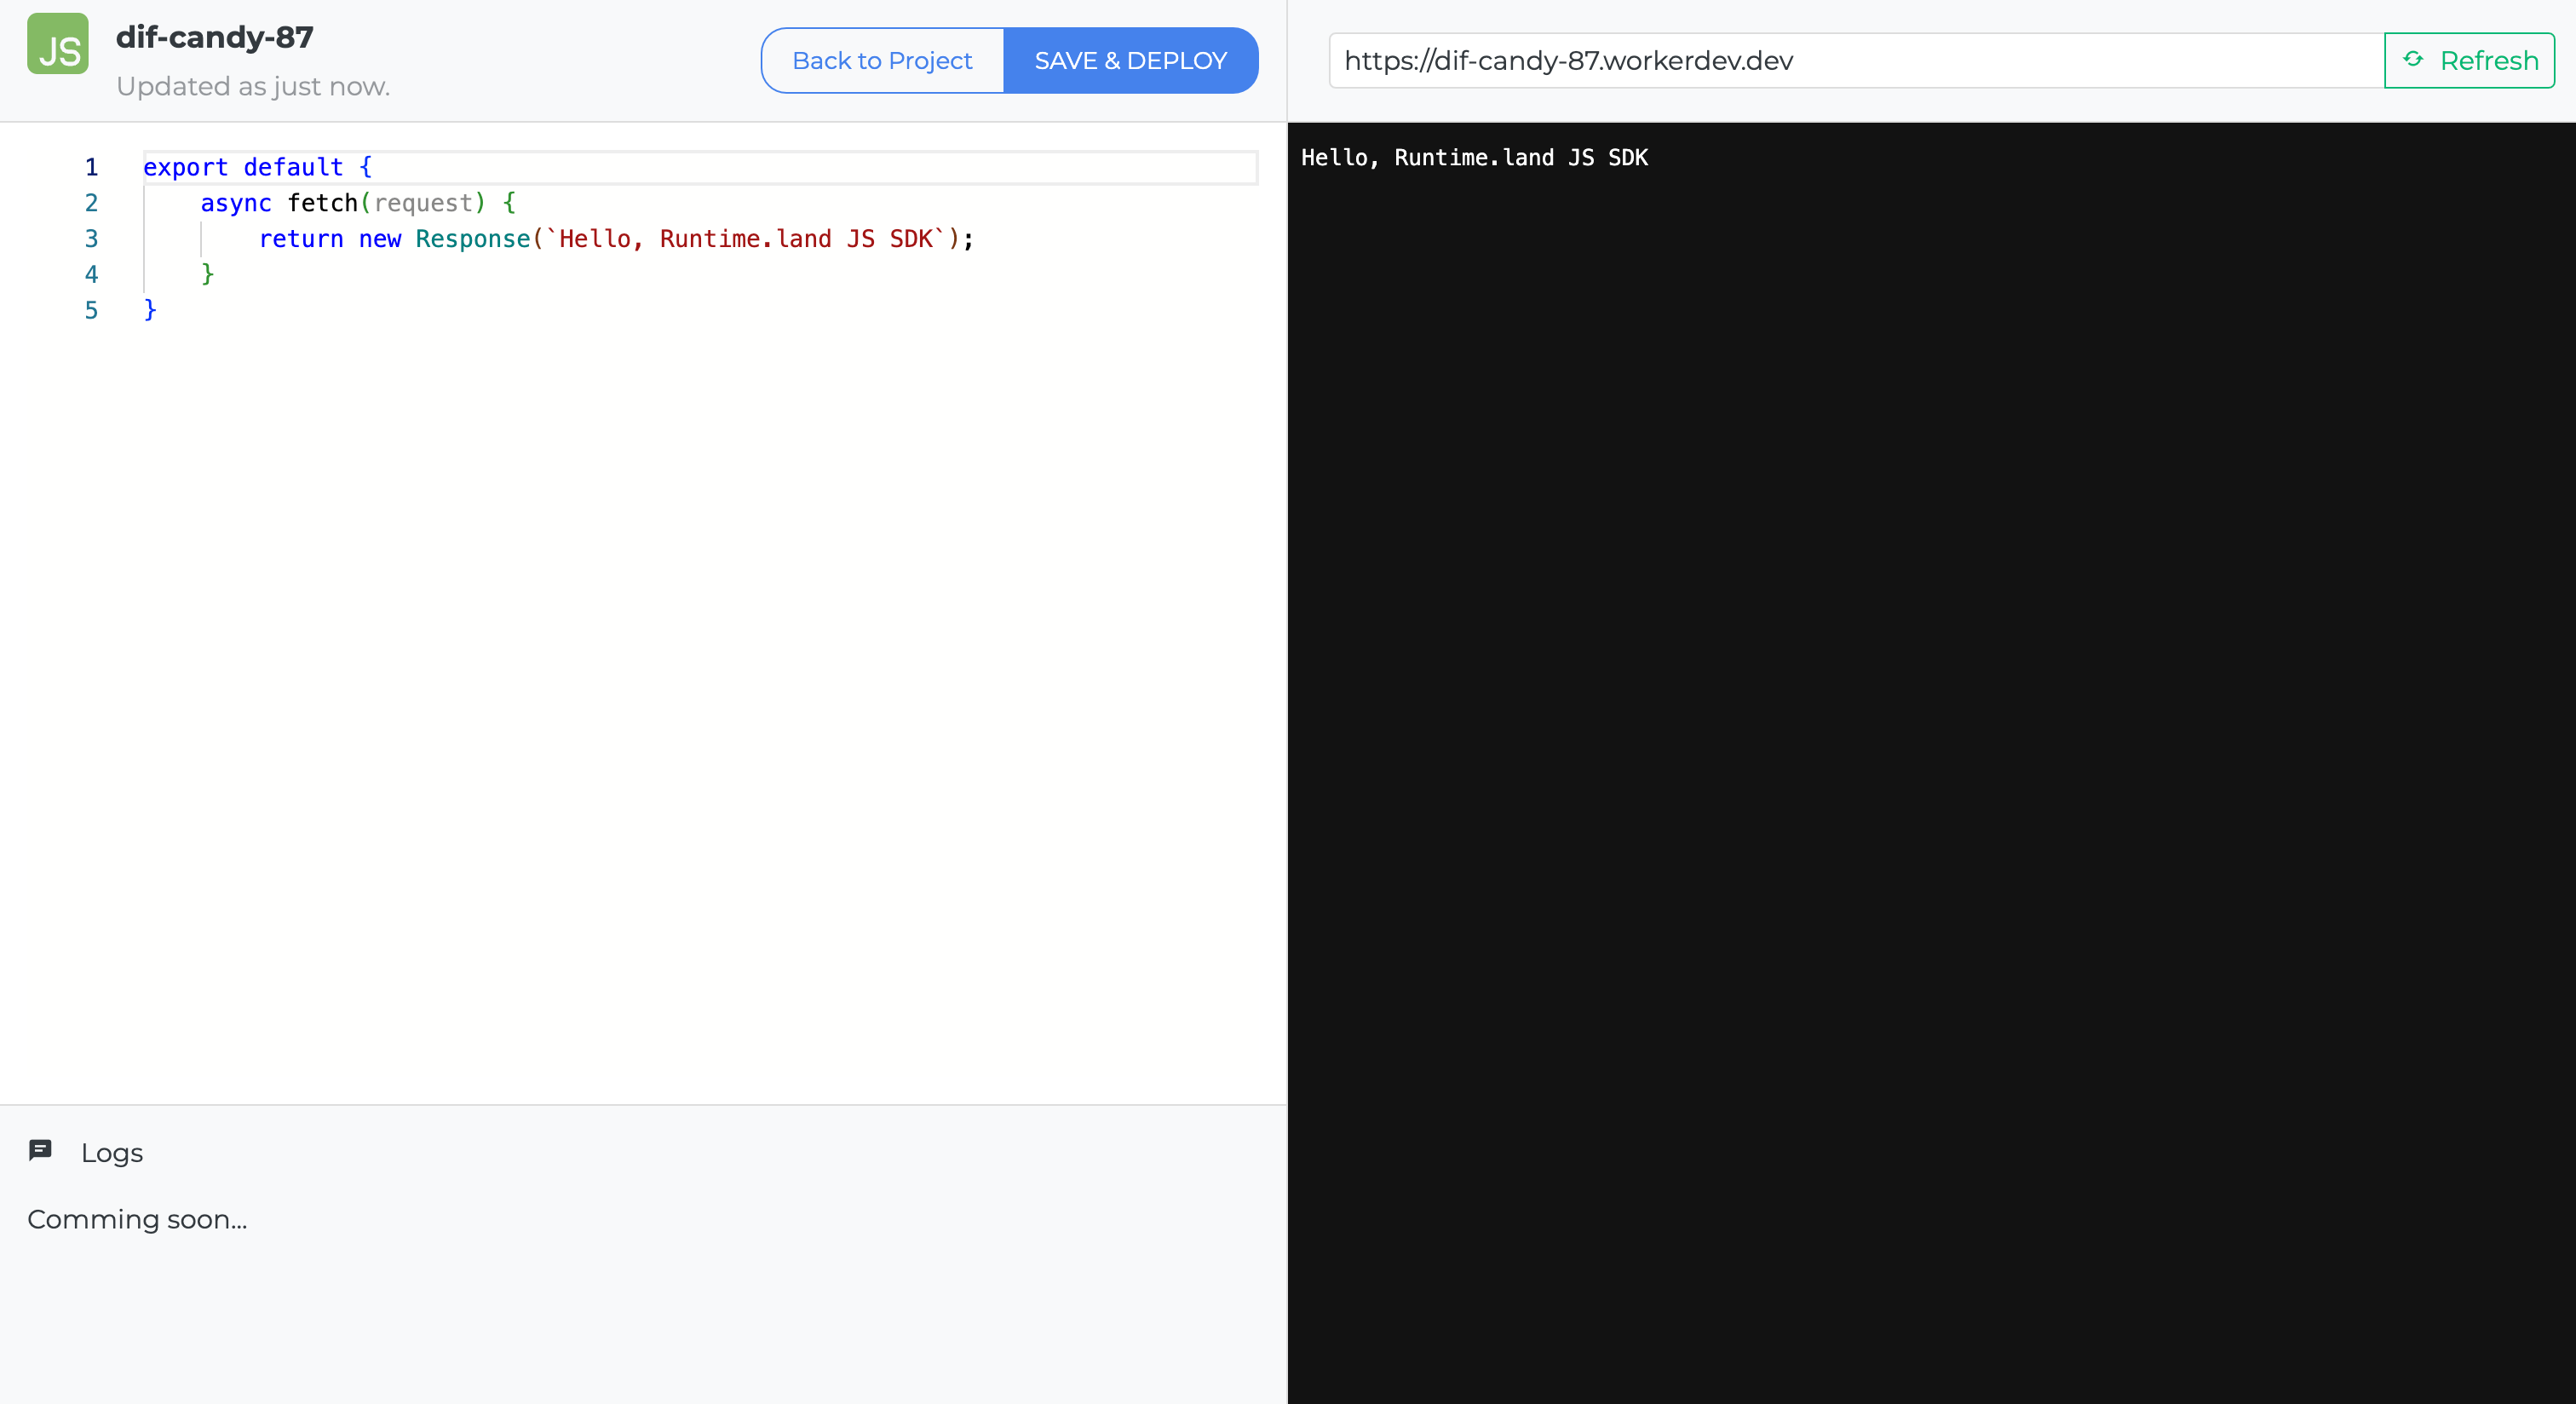 JS
dif-candy-87
Updated as just now.
Back to Project
SAVE & DEPLOY
https://dif-candy-87.workerdev.dev
Refresh
1 export default {
2     async fetch(request) {
3         return new Response(`Hello, Runtime.land JS SDK`);
4     }
5 }
Hello, Runtime.land JS SDK
Logs
Comming soon...